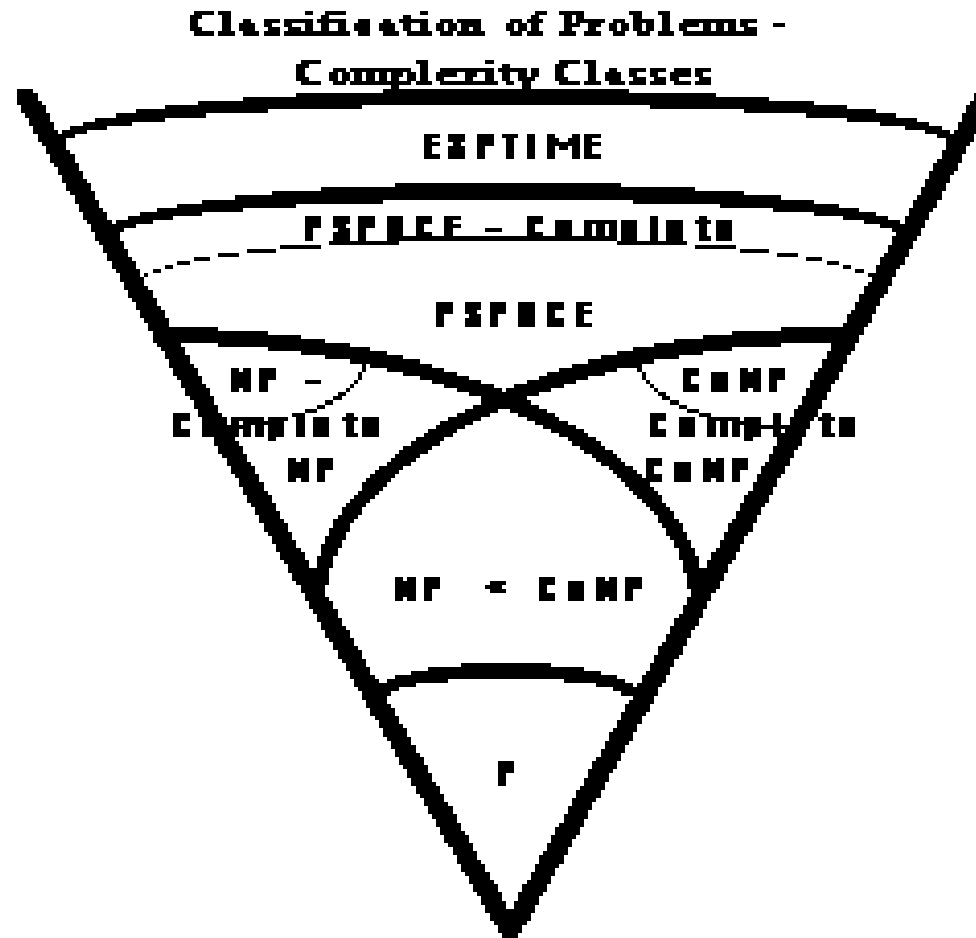 Classification of Problems -
Complexity Classes
EXPTIME
PSPACE - Complete
PSPACE
NP -
Complete
NP
CoNP
Complete
CoNP
NP = CoNP
P